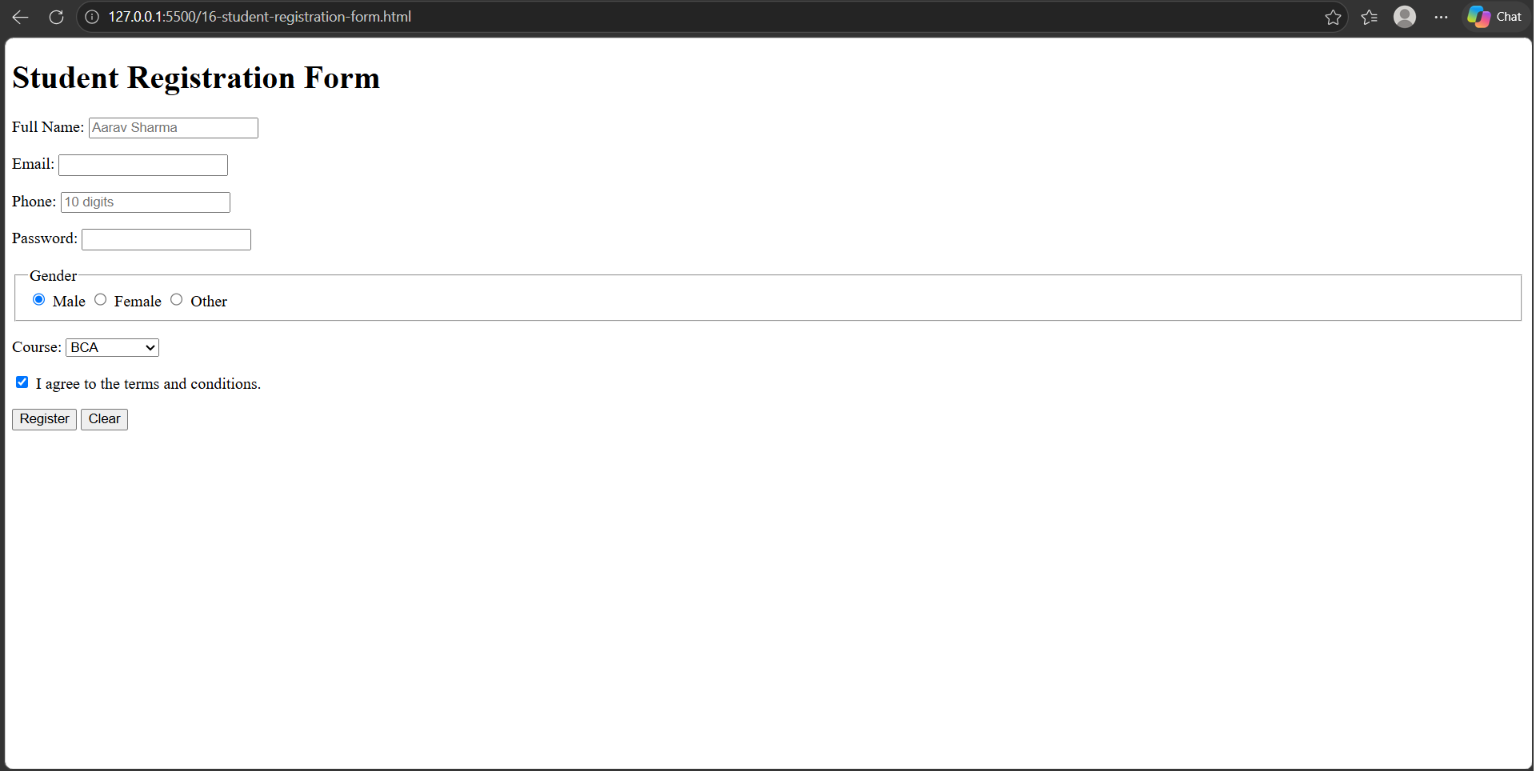 127.0.0.1:5500/16-student-registration-form.html
Chat
Student Registration Form
Full Name: Aarav Sharma
Email:
Phone: 10 digits
Password:
Gender
Male Female Other
Course: BCA
I agree to the terms and conditions.
Register Clear